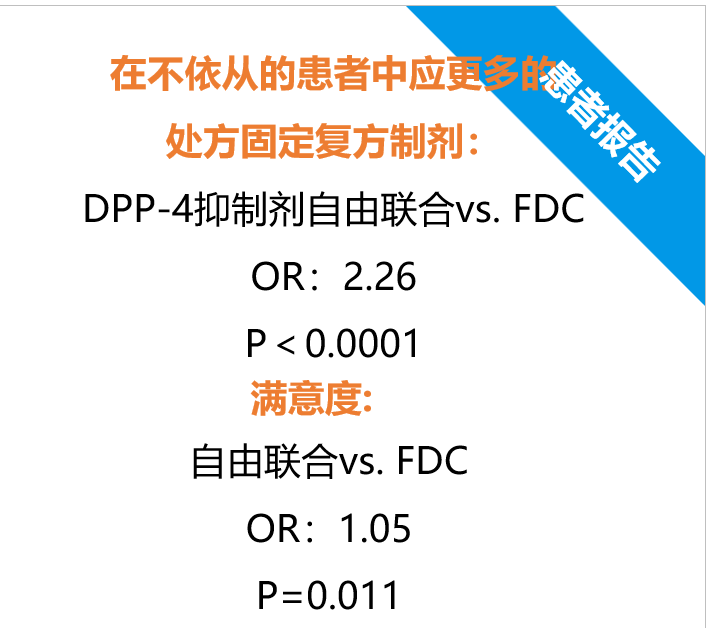 在不依从的患者中应更多的
处方固定复方制剂：
DPP-4抑制剂自由联合vs. FDC
OR：2.26
P＜0.0001
满意度:
自由联合vs. FDC
OR：1.05
P=0.011
患者报告